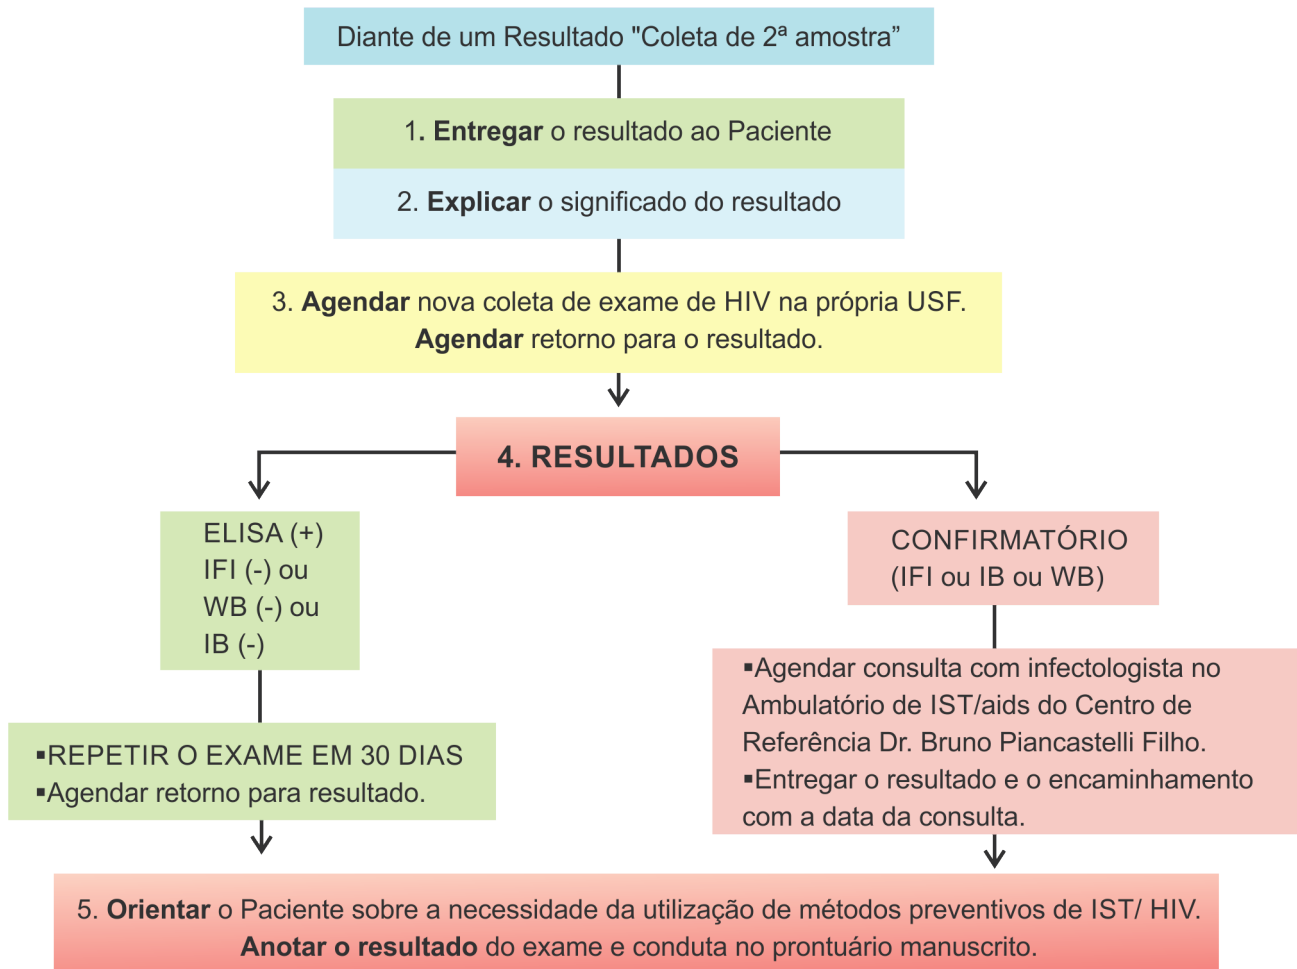 Diante de um Resultado "Coleta de 2ª amostra”
1. Entregar o resultado ao Paciente
2. Explicar o significado do resultado
3. Agendar nova coleta de exame de HIV na própria USF.
Agendar retorno para o resultado.
4. RESULTADOS
ELISA (+)
IFI (-) ou
WB (-) ou
IB (-)
▪REPETIR O EXAME EM 30 DIAS
▪Agendar retorno para resultado.
CONFIRMATÓRIO
(IFI ou IB ou WB)
▪Agendar consulta com infectologista no
Ambulatório de IST/aids do Centro de
Referência Dr. Bruno Piancastelli Filho.
▪Entregar o resultado e o encaminhamento
com a data da consulta.
5. Orientar o Paciente sobre a necessidade da utilização de métodos preventivos de IST/ HIV.
Anotar o resultado do exame e conduta no prontuário manuscrito.